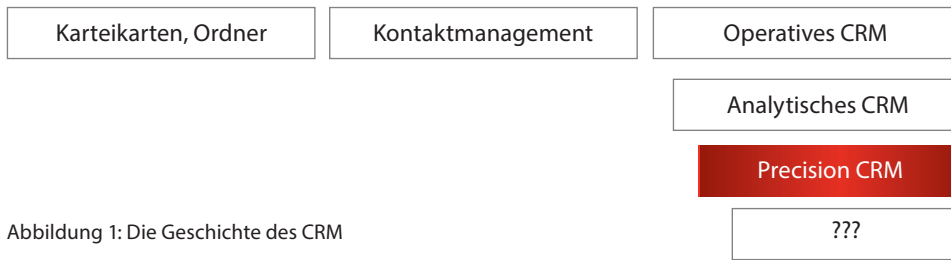 Karteikarten, Ordner
Kontaktmanagement
Operatives CRM
Analytisches CRM
Precision CRM
???
Abbildung 1: Die Geschichte des CRM